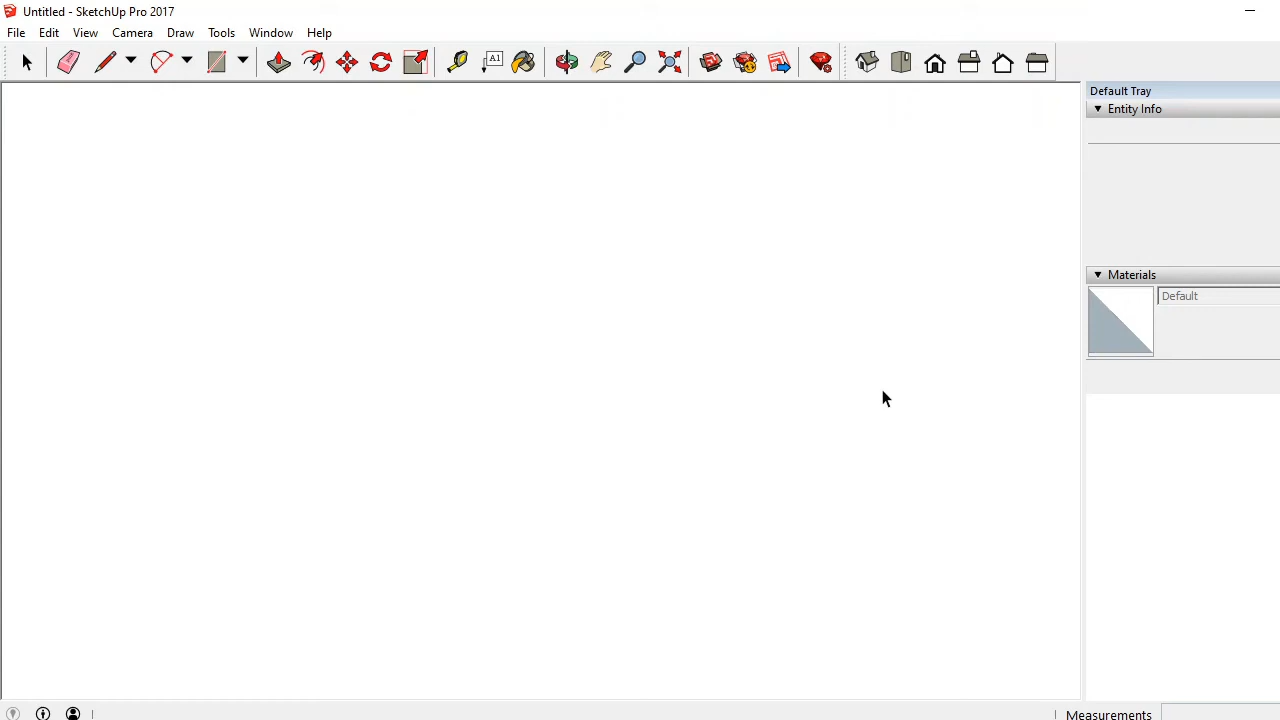 Untitled - SketchUp Pro 2017
File Edit View Camera Draw Tools Window Help
A1
Default Tray
Entity Info
Materials
Default
Measurements